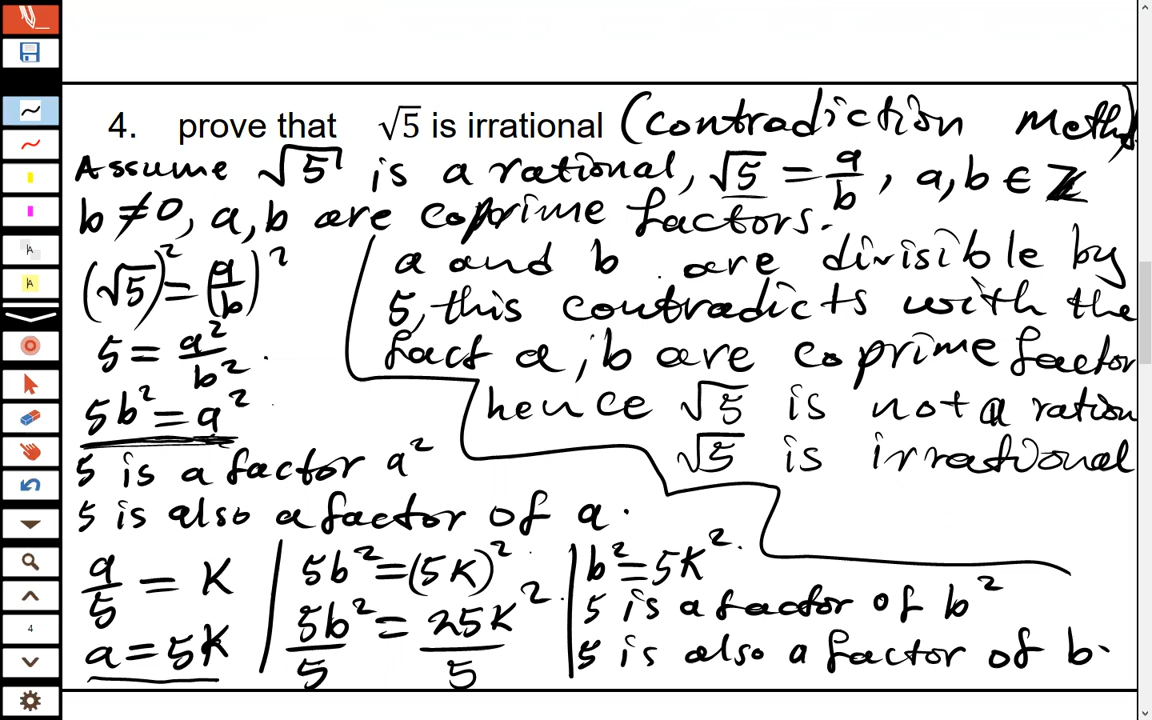 4. prove that √5 is irrational (contradiction meth
Assume √5 is a rational, √5 = a/b, a,b ∈ Z
b ≠ 0, a,b are coprime factors.
(√5)² = (a/b)²
5 = a²/b².
5b² = a²
5 is a factor a²
5 is also a factor of a.
a/5 = K
a = 5K
5b² = (5K)².
5b²/5 = 25K²/5.
b² = 5K².
5 is a factor of b²
5 is also a factor of b.
a and b are divisible by
5, this contradicts with the
fact a, b are coprime factor
hence √5 is not a ration
√5 is irrational
4